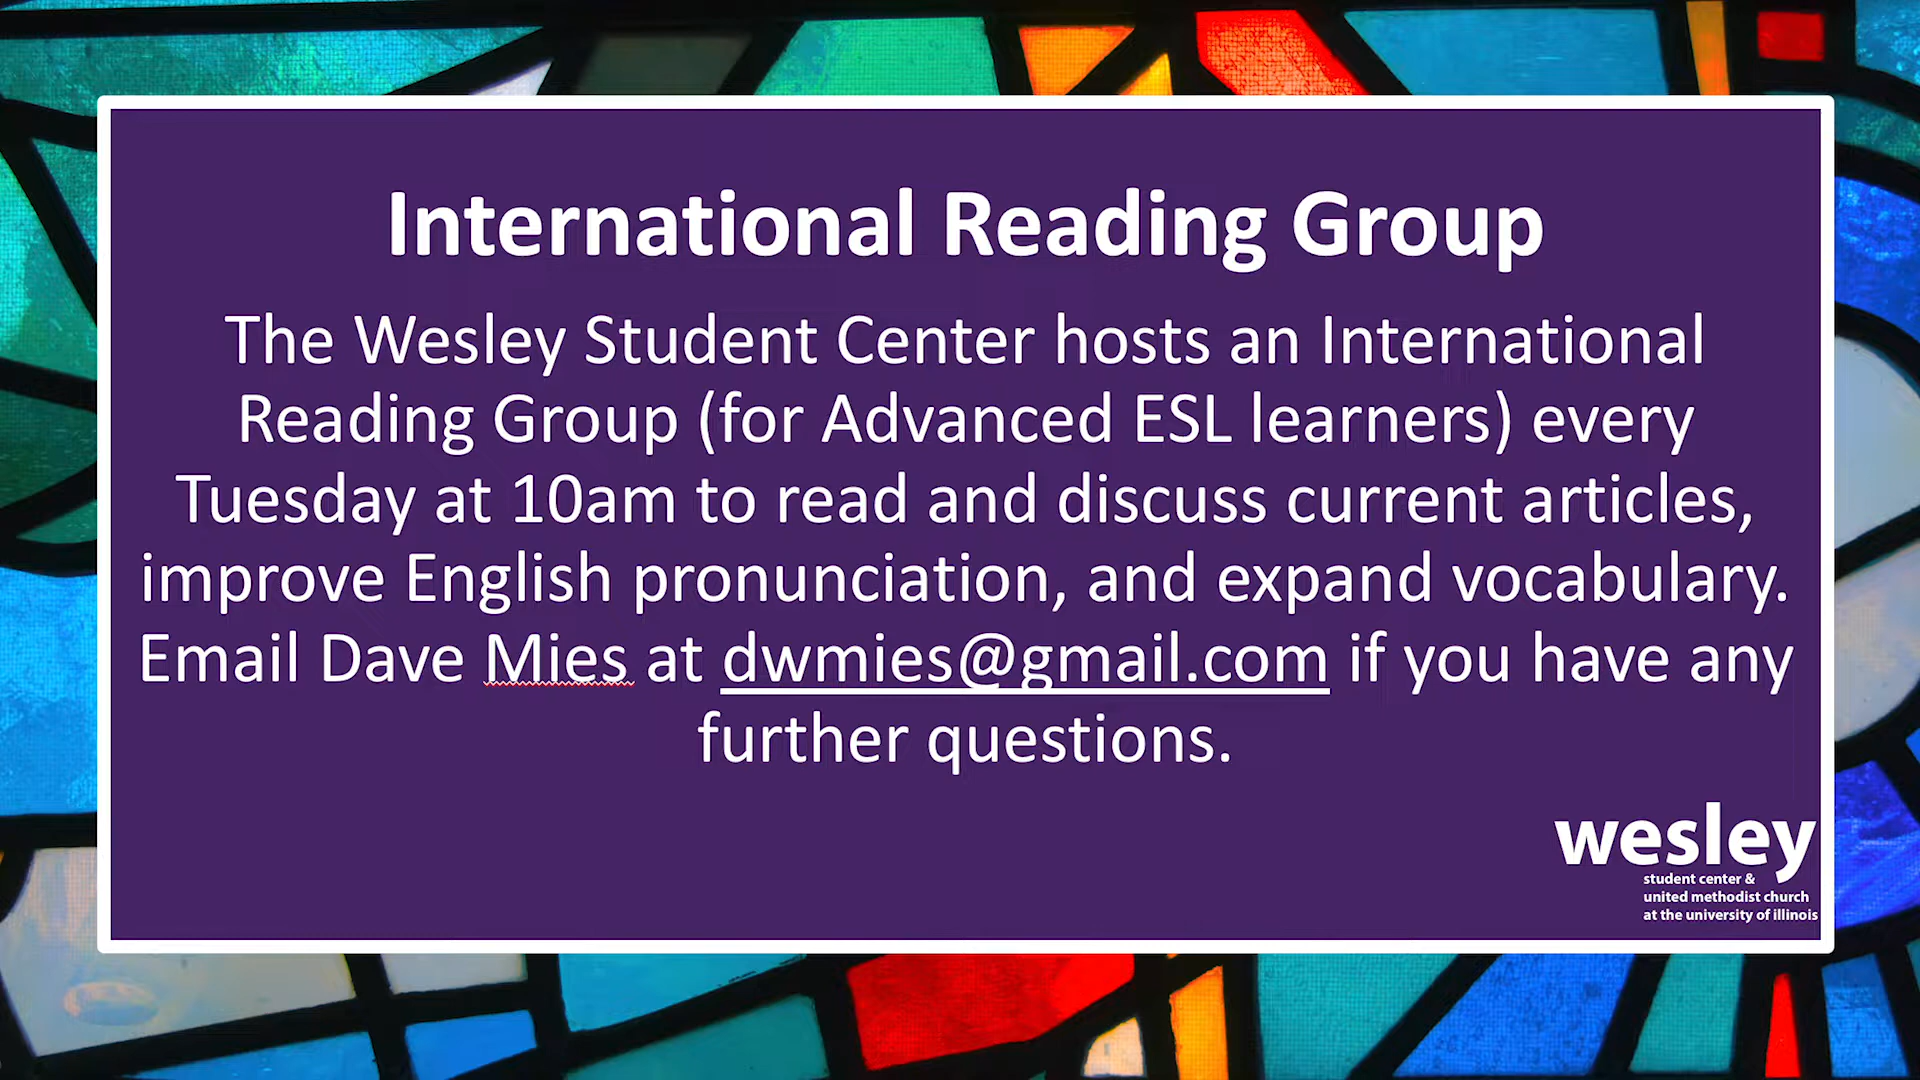 International Reading Group
The Wesley Student Center hosts an International
Reading Group (for Advanced ESL learners) every
Tuesday at 10am to read and discuss current articles,
improve English pronunciation, and expand vocabulary.
Email Dave Mies at dwmies@gmail.com if you have any
further questions.
wesley
student center &
united methodist church
at the university of illinois